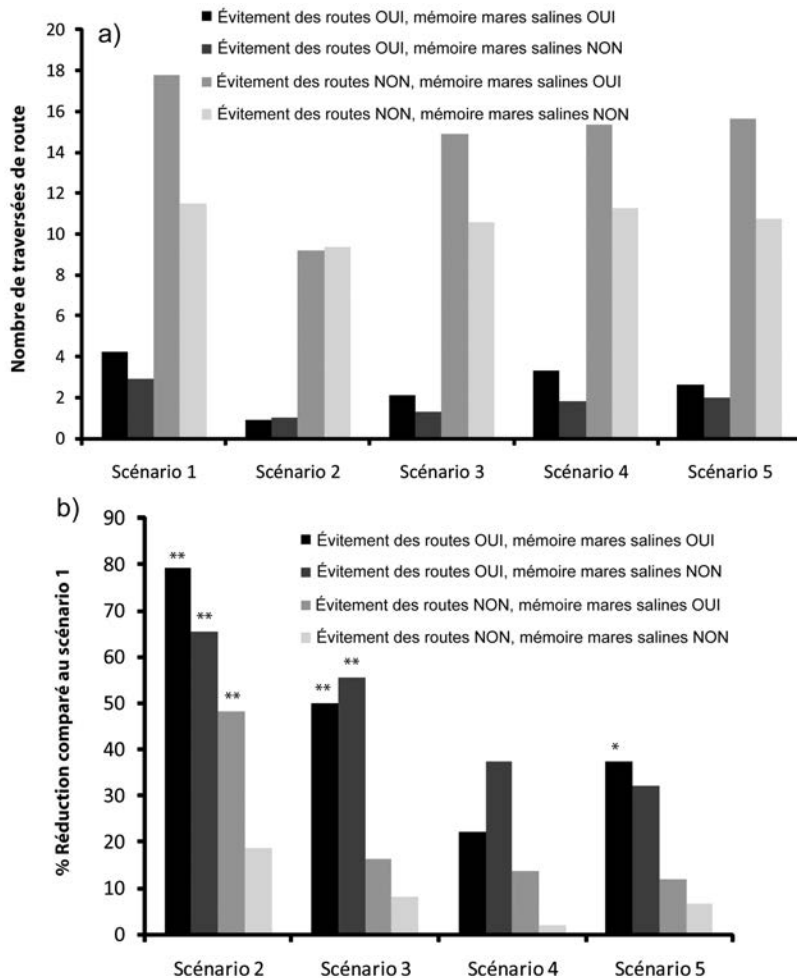 a)
Évitement des routes OUI, mémoire mares salines OUI
Évitement des routes OUI, mémoire mares salines NON
Évitement des routes NON, mémoire mares salines OUI
Évitement des routes NON, mémoire mares salines NON
Nombre de traversées de route
20
18
16
14
12
10
8
6
4
2
0
Scénario 1 Scénario 2 Scénario 3 Scénario 4 Scénario 5
b)
Évitement des routes OUI, mémoire mares salines OUI
Évitement des routes OUI, mémoire mares salines NON
Évitement des routes NON, mémoire mares salines OUI
Évitement des routes NON, mémoire mares salines NON
% Réduction comparé au scénario 1
90
80
70
60
50
40
30
20
10
0
** ** ** ** ** *
Scénario 2 Scénario 3 Scénario 4 Scénario 5